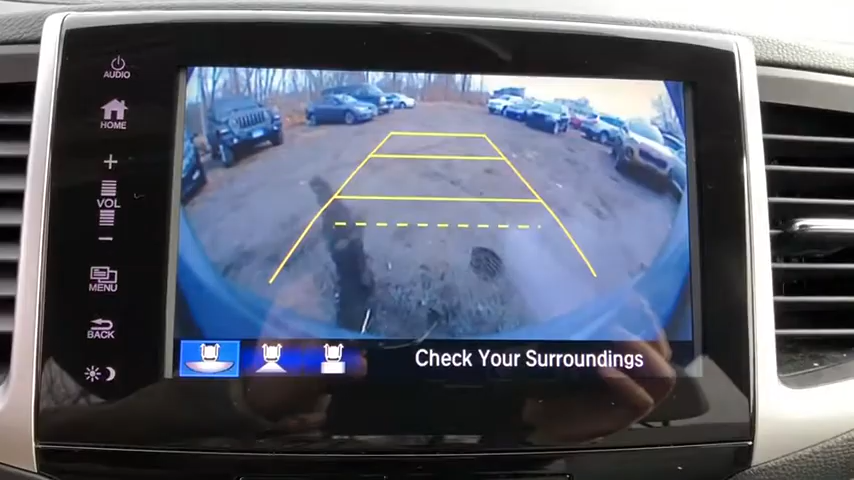 AUDIO
HOME
+
VOL
−
MENU
BACK
Check Your Surroundings